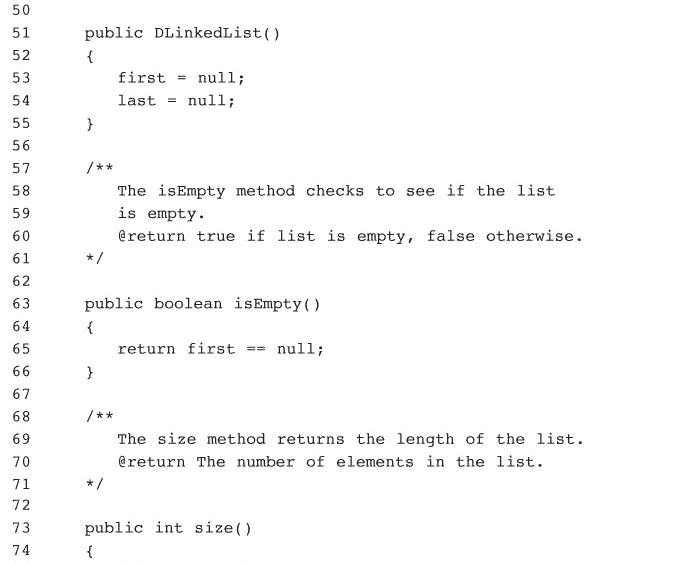 50
51 public DLinkedList()
52 {
53 first = null;
54 last = null;
55 }
56
57 /**
58 The isEmpty method checks to see if the list
59 is empty.
60 @return true if list is empty, false otherwise.
61 */
62
63 public boolean isEmpty()
64 {
65 return first == null;
66 }
67
68 /**
69 The size method returns the length of the list.
70 @return The number of elements in the list.
71 */
72
73 public int size()
74 {